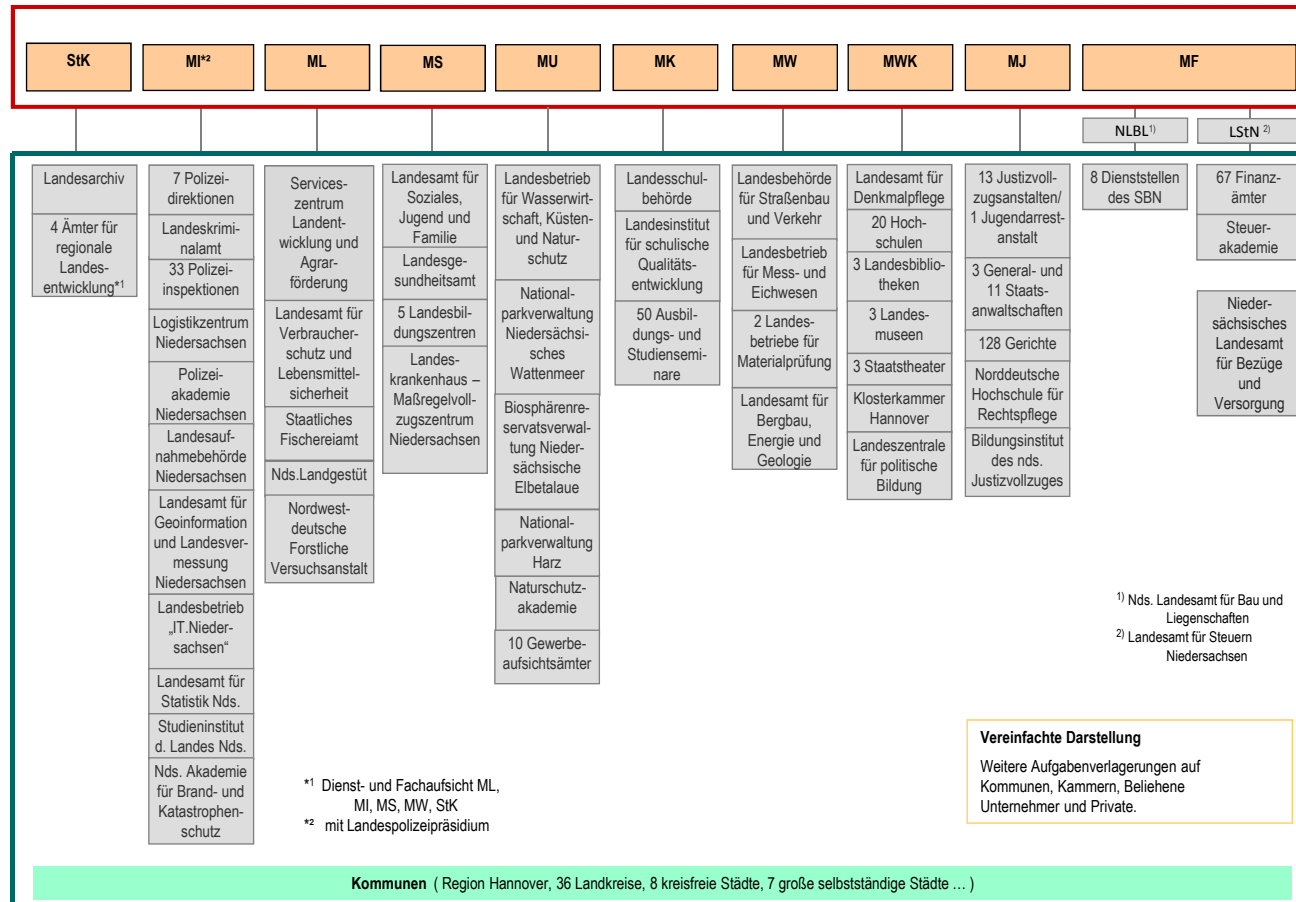 StK
MI*²
ML
MS
MU
MK
MW
MWK
MJ
MF
NLBL1)
LStN 2)
Landesarchiv
4 Ämter für
regionale
Landes-
entwicklung*1
7 Polizei-
direktionen
Landeskrimi-
nalamt
33 Polizei-
inspektionen
Logistikzentrum
Niedersachsen
Polizei-
akademie
Niedersachsen
Landesauf-
nahmebehörde
Niedersachsen
Landesamt für
Geoinformation
und Landesver-
messung
Niedersachsen
Landesbetrieb
„IT.Nieder-
sachsen“
Landesamt für
Statistik Nds.
Studieninstitut
d. Landes Nds.
Nds. Akademie
für Brand- und
Katastrophen-
schutz
Services-
zentrum
Landent-
wicklung und
Agrar-
förderung
Landesamt für
Verbraucher-
schutz und
Lebensmittel-
sicherheit
Staatliches
Fischereiamt
Nds.Landgestüt
Nordwest-
deutsche
Forstliche
Versuchsanstalt
Landesamt für
Soziales,
Jugend und
Familie
Landesge-
sundheitsamt
5 Landesbil-
dungszentren
Landes-
krankenhaus –
Maßregelvoll-
zugszentrum
Niedersachsen
Landesbetrieb
für Wasserwirt-
schaft, Küsten-
und Natur-
schutz
National-
parkverwaltung
Niedersächsi-
sches
Wattenmeer
Biosphärenre-
servatsverwal-
tung Nieder-
sächsische
Elbetalaue
National-
parkverwaltung
Harz
Naturschutz-
akademie
10 Gewerbe-
aufsichtsämter
Landesschul-
behörde
Landesinstitut
für schulische
Qualitäts-
entwicklung
50 Ausbil-
dungs- und
Studiensemi-
nare
Landesbehörde
für Straßenbau
und Verkehr
Landesbetrieb
für Mess- und
Eichwesen
2 Landes-
betriebe für
Materialprüfung
Landesamt für
Bergbau,
Energie und
Geologie
Landesamt für
Denkmalpflege
20 Hoch-
schulen
3 Landesbiblio-
theken
3 Landes-
museen
3 Staatstheater
Klosterkammer
Hannover
Landeszentrale
für politische
Bildung
13 Justizvoll-
zugsanstalten/
1 Jugendarrest-
anstalt
3 General- und
11 Staats-
anwaltschaften
128 Gerichte
Norddeutsche
Hochschule für
Rechtspflege
Bildungsinstitut
des nds.
Justizvollzuges
8 Dienststellen
des SBN
67 Finanz-
ämter
Steuer-
akademie
Nieder-
sächsisches
Landesamt
für Bezüge
und
Versorgung
1) Nds. Landesamt für Bau und
Liegenschaften
2) Landesamt für Steuern
Niedersachsen
*1 Dienst- und Fachaufsicht ML,
MI, MS, MW, StK
*² mit Landespolizeipräsidium
Vereinfachte Darstellung
Weitere Aufgabenverlagerungen auf
Kommunen, Kammern, Beliehene
Unternehmer und Private.
Kommunen ( Region Hannover, 36 Landkreise, 8 kreisfreie Städte, 7 große selbstständige Städte … )